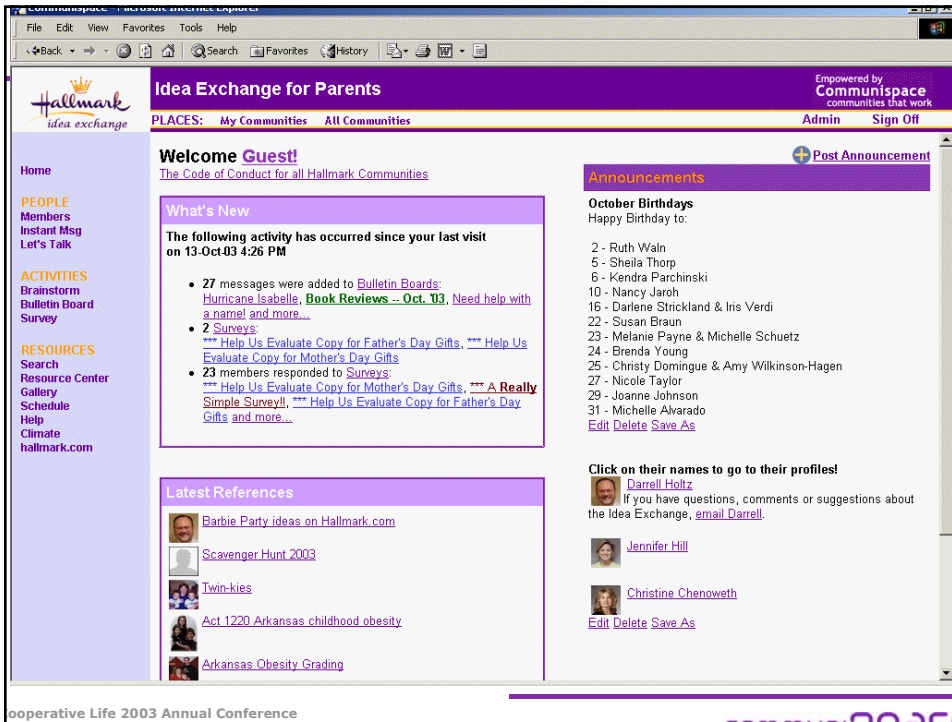 Communispace - Microsoft Internet Explorer
File Edit View Favorites Tools Help
Back Search Favorites History
Hallmark
idea exchange
Idea Exchange for Parents
Empowered by
Communispace
communities that work
PLACES: My Communities All Communities
Admin Sign Off
Home
PEOPLE
Members
Instant Msg
Let's Talk
ACTIVITIES
Brainstorm
Bulletin Board
Survey
RESOURCES
Search
Resource Center
Gallery
Schedule
Help
Climate
hallmark.com
Welcome Guest!
The Code of Conduct for all Hallmark Communities
What's New
The following activity has occurred since your last visit
on 13-Oct-03 4:26 PM
• 27 messages were added to Bulletin Boards:
Hurricane Isabelle, Book Reviews -- Oct. '03, Need help with
a name! and more...
• 2 Surveys:
*** Help Us Evaluate Copy for Father's Day Gifts, *** Help Us
Evaluate Copy for Mother's Day Gifts
• 23 members responded to Surveys:
*** Help Us Evaluate Copy for Mother's Day Gifts, *** A Really
Simple Survey!!, *** Help Us Evaluate Copy for Father's Day
Gifts and more...
Latest References
Barbie Party ideas on Hallmark.com
Scavenger Hunt 2003
Twin-kies
Act 1220 Arkansas childhood obesity
Arkansas Obesity Grading
Post Announcement
Announcements
October Birthdays
Happy Birthday to:
2 - Ruth Waln
5 - Sheila Thorp
6 - Kendra Parchinski
10 - Nancy Jaroh
16 - Darlene Strickland & Iris Verdi
22 - Susan Braun
23 - Melanie Payne & Michelle Schuetz
24 - Brenda Young
25 - Christy Domingue & Amy Wilkinson-Hagen
27 - Nicole Taylor
29 - Joanne Johnson
31 - Michelle Alvarado
Edit Delete Save As
Click on their names to go to their profiles!
Darrell Holtz
If you have questions, comments or suggestions about
the Idea Exchange, email Darrell.
Jennifer Hill
Christine Chenoweth
Edit Delete Save As
ooperative Life 2003 Annual Conference